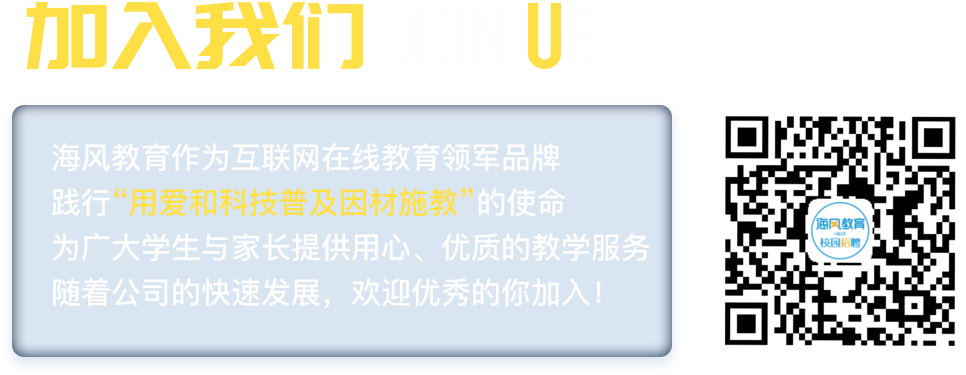 加入我们 JOIN US
海风教育作为互联网在线教育领军品牌
践行“用爱和科技普及因材施教”的使命
为广大学生与家长提供用心、优质的教学服务
随着公司的快速发展，欢迎优秀的你加入！
海风教育
校园招聘